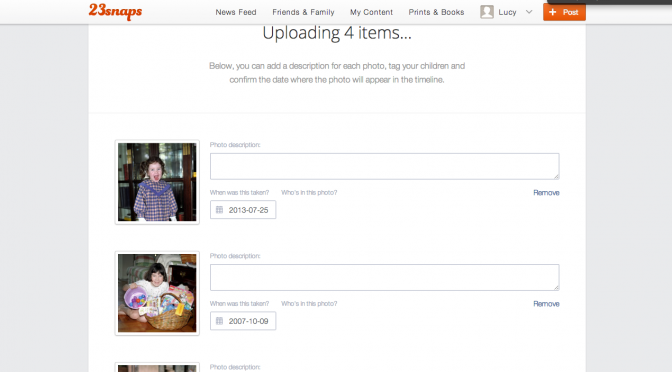 23snaps
News Feed Friends & Family My Content Prints & Books Lucy + Post
Uploading 4 items...
Below, you can add a description for each photo, tag your children and
confirm the date where the photo will appear in the timeline.
Photo description:
When was this taken? Who's in this photo? Remove
2013-07-25
Photo description:
When was this taken? Who's in this photo? Remove
2007-10-09
Photo description: